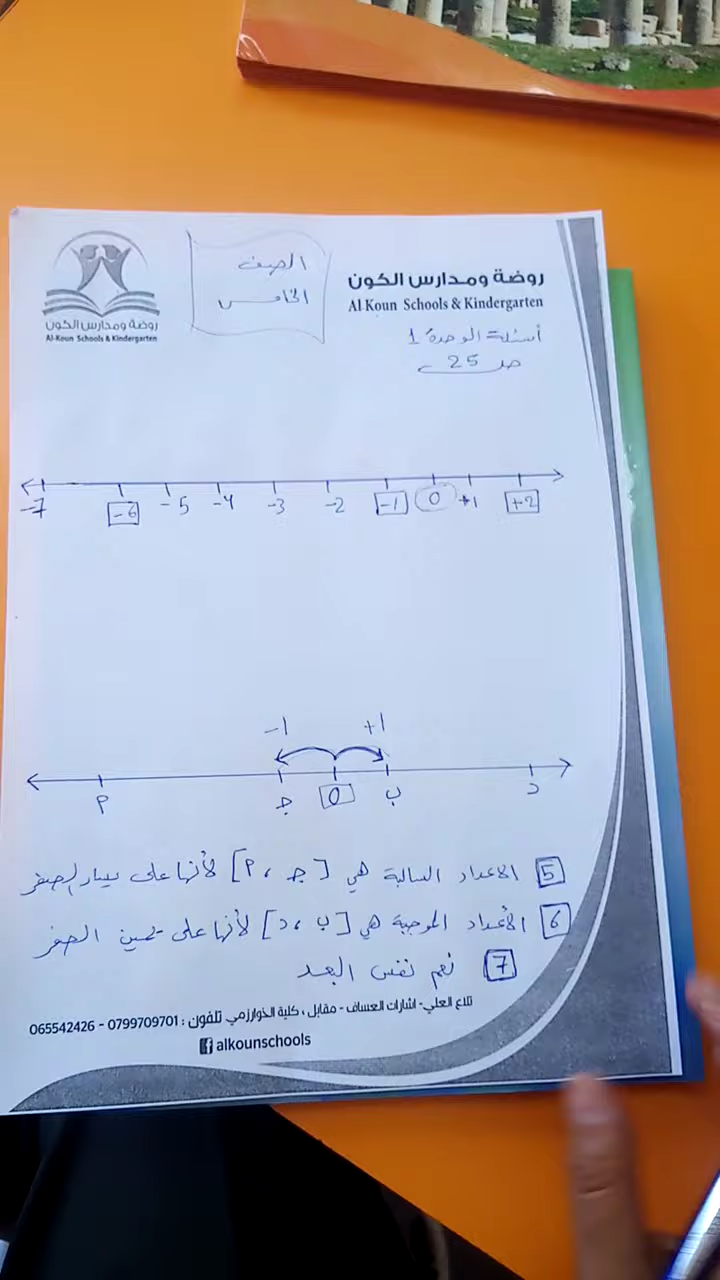 روضة ومدارس الكون
Al Koun Schools & Kindergarten
الصف
الخامس
روضة ومدارس الكون
Al-Koun Schools & Kindergarten
أسئلة الوحدة 1
ص 25
-7 -6 -5 -4 -3 -2 -1 0 +1 +2
-1 +1
م جـ 0 ب د
5 الاعداد السالبة هي [جـ ، م] لأنها على يسار الصفر
6 الأعداد الموجبة هي [ب ، د] لأنها على يمين الصفر
7 نعم نفس البعد
تلاع العلي- اشارات العساف - مقابل ، كلية الخوارزمي تلفون : 0799709701 - 065542426
alkounschools